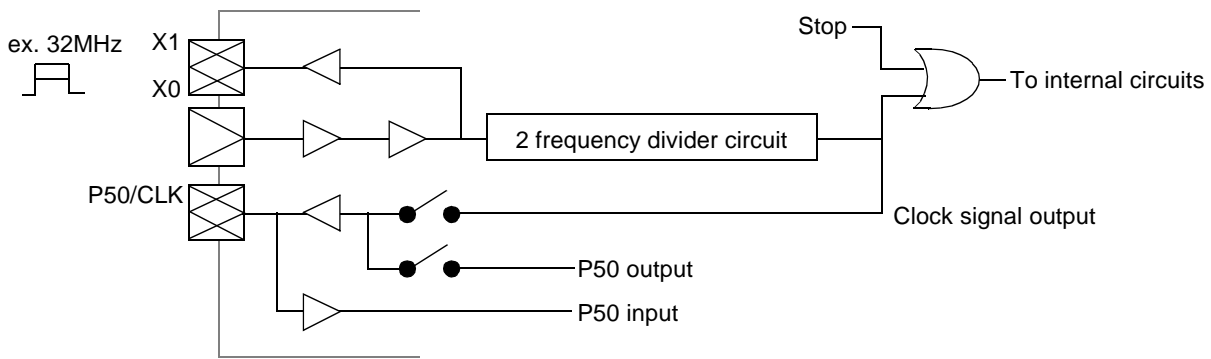 Stop
X1
ex. 32MHz
X0
To internal circuits
2 frequency divider circuit
P50/CLK
Clock signal output
P50 output
P50 input